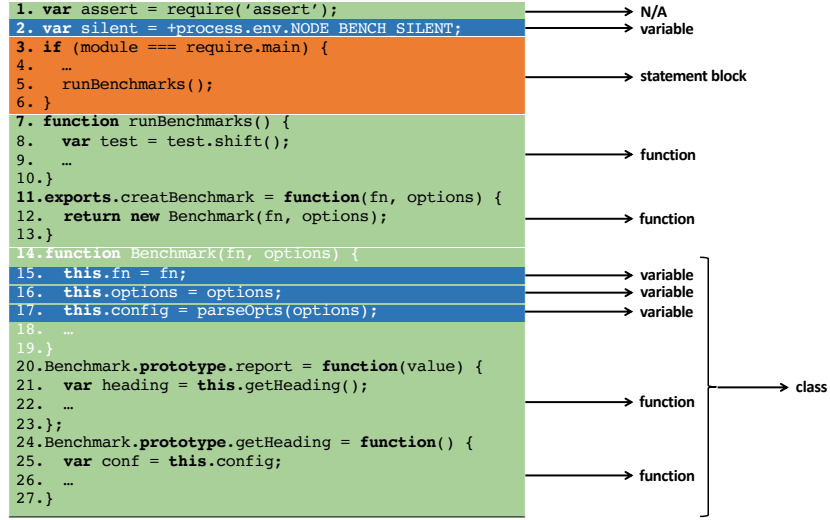 1. var assert = require(‘assert’);
N/A
2. var silent = +process.env.NODE_BENCH_SILENT;
variable
3. if (module === require.main) {
4. …
5. runBenchmarks();
statement block
6. }
7. function runBenchmarks() {
8. var test = test.shift();
9. …
function
10.}
11.exports.creatBenchmark = function(fn, options) {
12. return new Benchmark(fn, options);
function
13.}
14.function Benchmark(fn, options) {
15. this.fn = fn;
variable
16. this.options = options;
variable
17. this.config = parseOpts(options);
variable
18. …
19.}
20.Benchmark.prototype.report = function(value) {
21. var heading = this.getHeading();
class
22. …
function
23.};
24.Benchmark.prototype.getHeading = function() {
25. var conf = this.config;
26. …
function
27.}